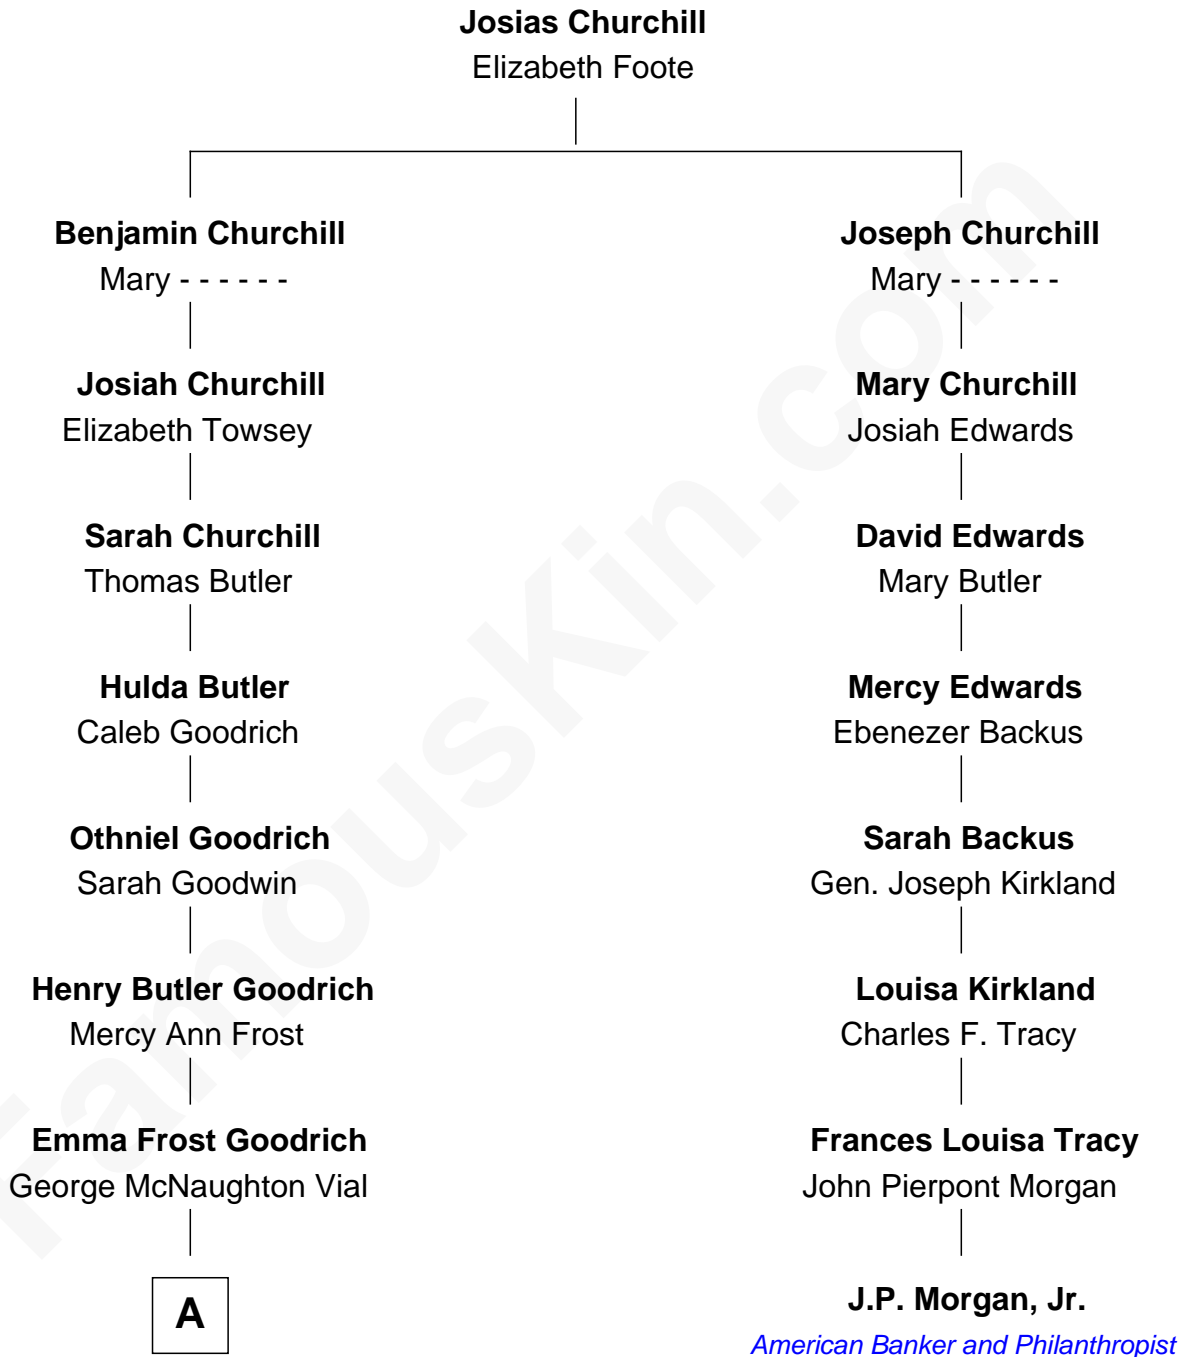 Josias Churchill
Elizabeth Foote
Benjamin Churchill
Mary - - - - - -
Joseph Churchill
Mary - - - - - -
Josiah Churchill
Elizabeth Towsey
Mary Churchill
Josiah Edwards
Sarah Churchill
Thomas Butler
David Edwards
Mary Butler
Hulda Butler
Caleb Goodrich
Mercy Edwards
Ebenezer Backus
Othniel Goodrich
Sarah Goodwin
Sarah Backus
Gen. Joseph Kirkland
Henry Butler Goodrich
Mercy Ann Frost
Louisa Kirkland
Charles F. Tracy
Emma Frost Goodrich
George McNaughton Vial
Frances Louisa Tracy
John Pierpont Morgan
A
J.P. Morgan, Jr.
American Banker and Philanthropist
FamousKin.com